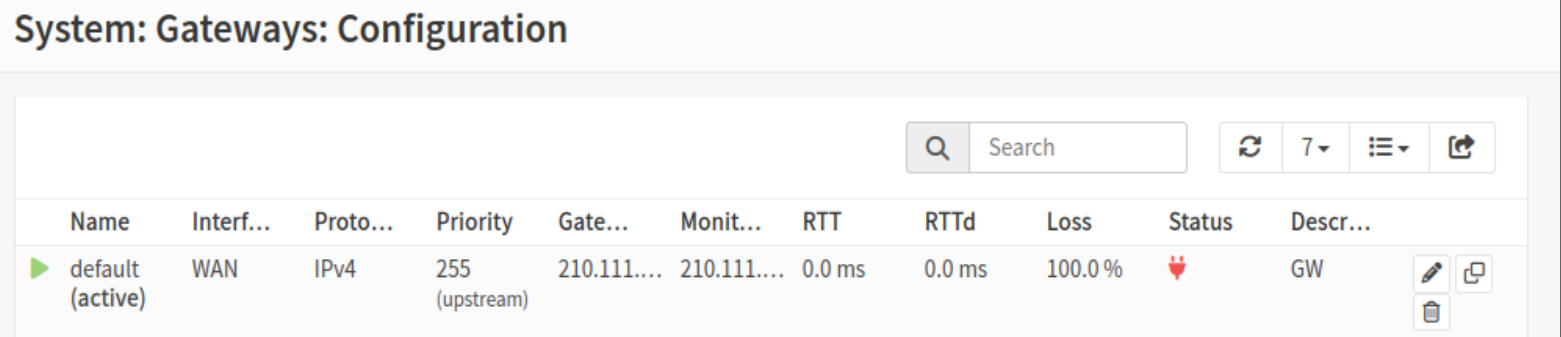 System: Gateways: Configuration
Search
7
Name Interf... Proto... Priority Gate... Monit... RTT RTTd Loss Status Descr...
default WAN IPv4 255 210.111.... 210.111.... 0.0 ms 0.0 ms 100.0 % GW
(active) (upstream)